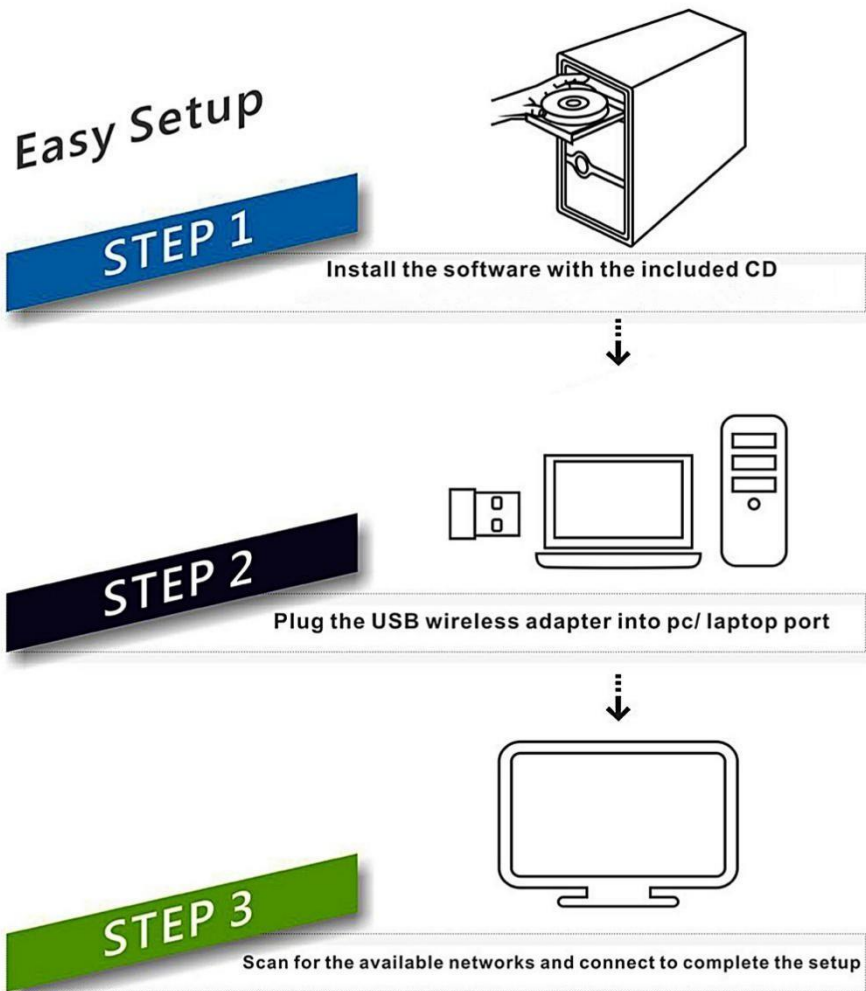 Easy Setup
STEP 1
Install the software with the included CD
STEP 2
Plug the USB wireless adapter into pc/ laptop port
STEP 3
Scan for the available networks and connect to complete the setup